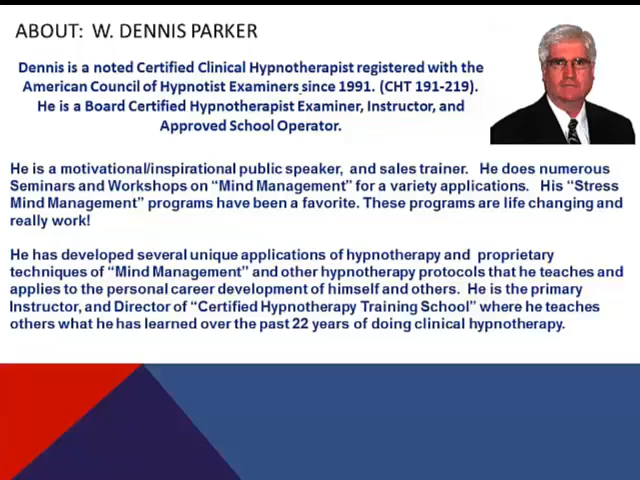 ABOUT:  W. DENNIS PARKER
Dennis is a noted Certified Clinical Hypnotherapist registered with the
American Council of Hypnotist Examiners since 1991. (CHT 191-219).
He is a Board Certified Hypnotherapist Examiner, Instructor, and
Approved School Operator.
He is a motivational/inspirational public speaker,  and sales trainer.   He does numerous
Seminars and Workshops on “Mind Management” for a variety applications.   His “Stress
Mind Management” programs have been a favorite. These programs are life changing and
really work!
He has developed several unique applications of hypnotherapy and  proprietary
techniques of “Mind Management” and other hypnotherapy protocols that he teaches and
applies to the personal career development of himself and others.  He is the primary
Instructor, and Director of “Certified Hypnotherapy Training School” where he teaches
others what he has learned over the past 22 years of doing clinical hypnotherapy.